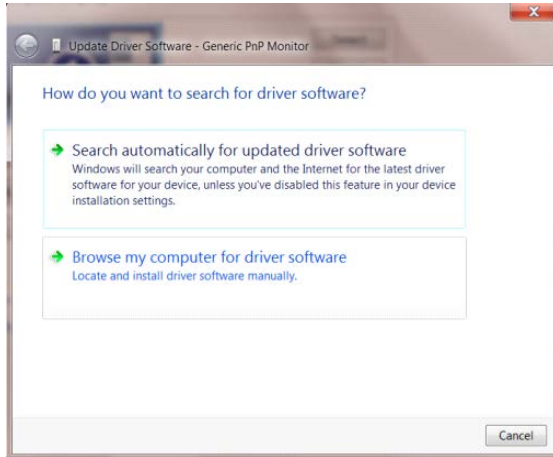 Update Driver Software - Generic PnP Monitor
How do you want to search for driver software?
Search automatically for updated driver software
Windows will search your computer and the Internet for the latest driver
software for your device, unless you've disabled this feature in your device
installation settings.
Browse my computer for driver software
Locate and install driver software manually.
Cancel